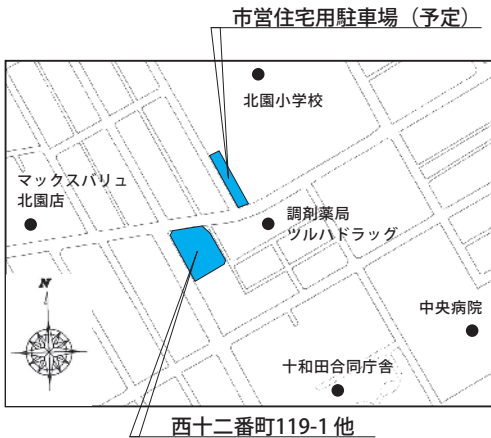 市営住宅用駐車場（予定）
北園小学校
マックスバリュ
北園店
調剤薬局
ツルハドラッグ
N
中央病院
十和田合同庁舎
西十二番町119-1 他